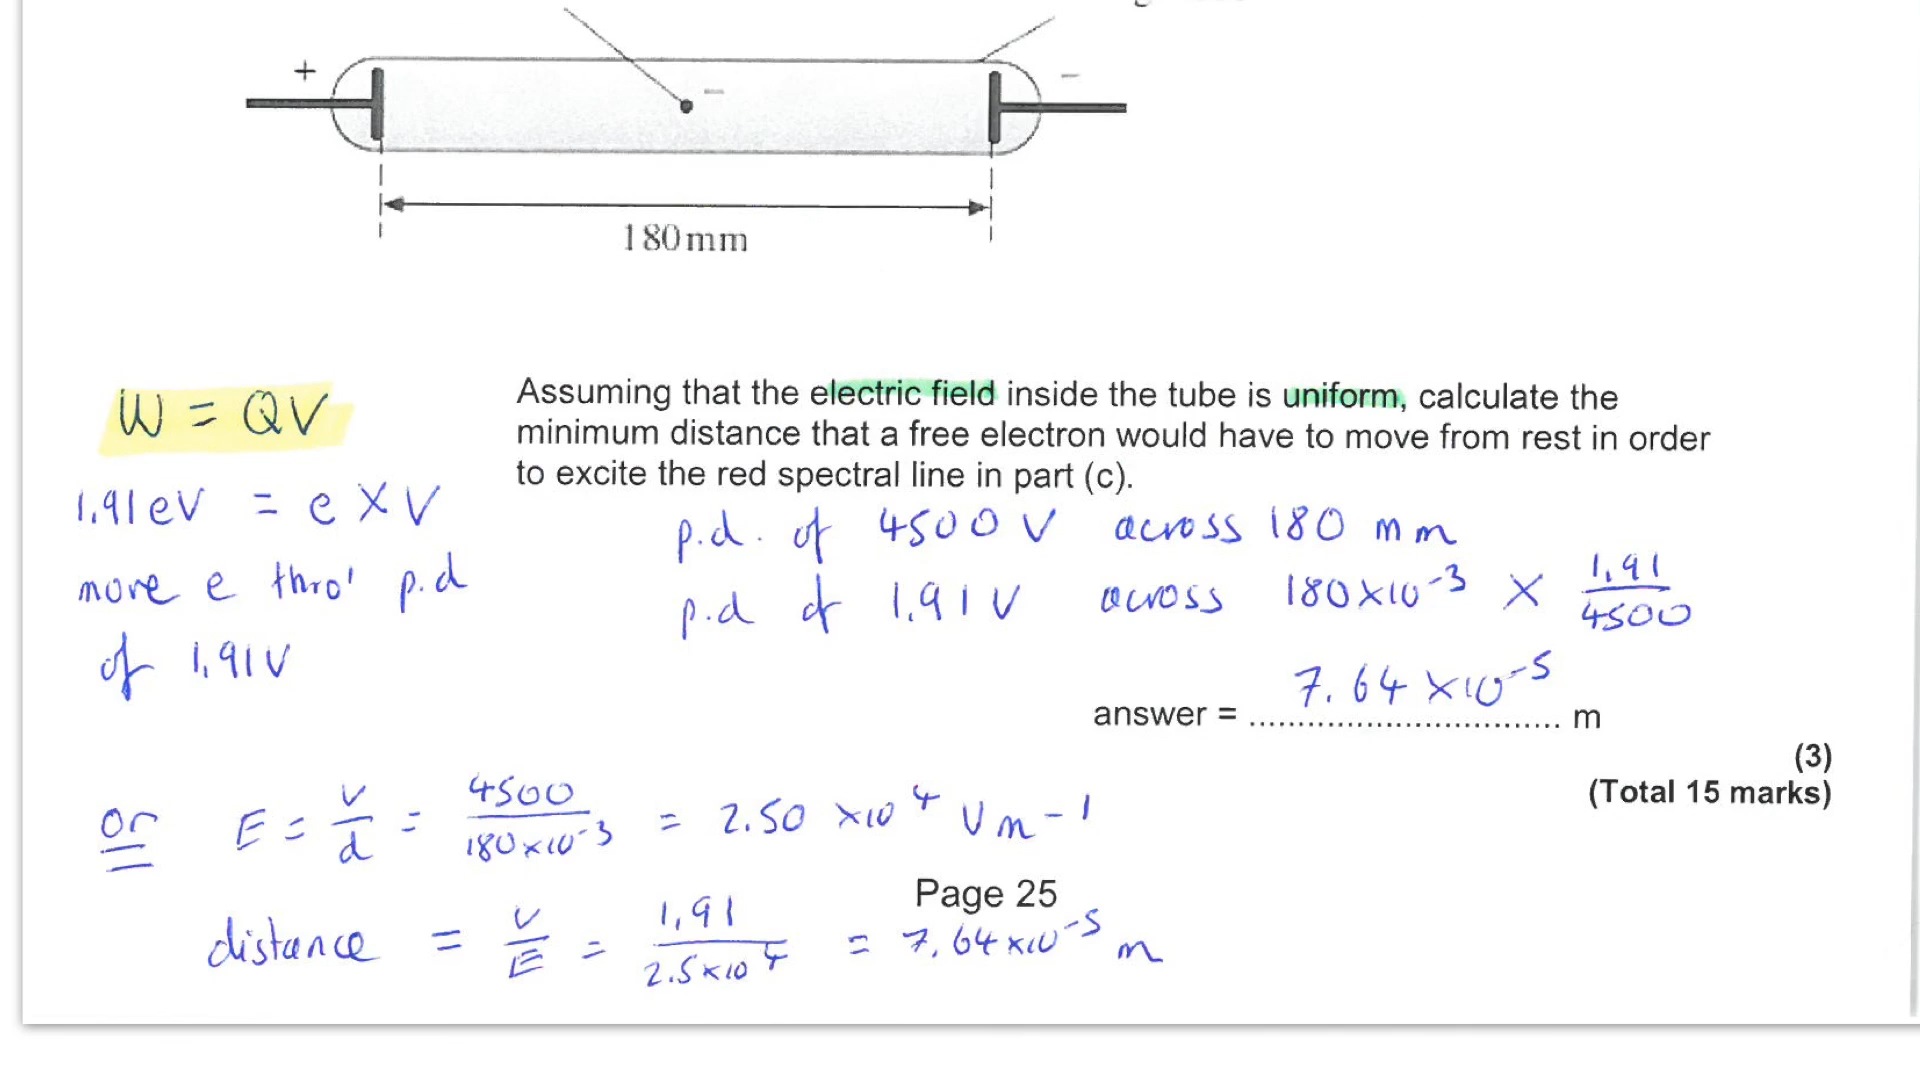 +
–
–
180mm
W = QV
1.91 eV = e × V
move e thro' p.d
of 1.91V
Assuming that the electric field inside the tube is uniform, calculate the
minimum distance that a free electron would have to move from rest in order
to excite the red spectral line in part (c).
p.d. of 4500 V across 180 mm
p.d of 1.91 V across 180×10⁻³ × 1.91/4500
answer = 7.64 ×10⁻⁵ m
(3)
(Total 15 marks)
or E = V/d = 4500/180×10⁻³ = 2.50 ×10⁴ Vm-1
Page 25
distance = V/E = 1.91/2.5×10⁴ = 7.64×10⁻⁵ m